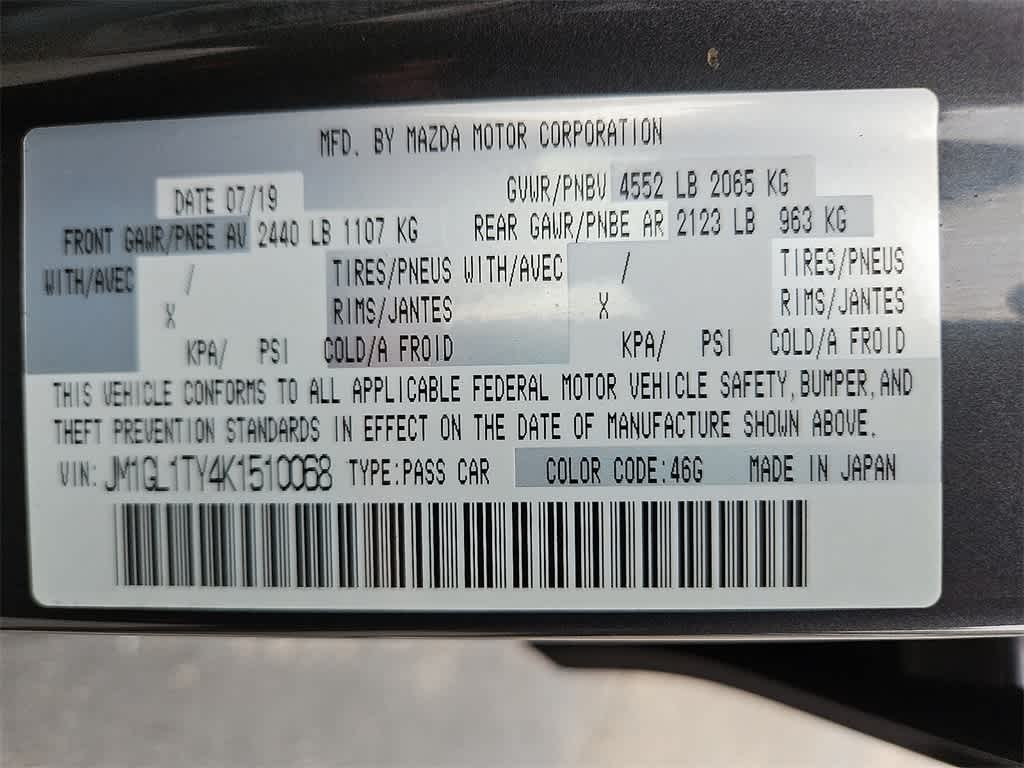 MFD. BY MAZDA MOTOR CORPORATION
DATE 07/19 GVWR/PNBV 4552 LB 2065 KG
FRONT GAWR/PNBE AV 2440 LB 1107 KG REAR GAWR/PNBE AR 2123 LB 963 KG
WITH/AVEC / TIRES/PNEUS WITH/AVEC / TIRES/PNEUS
X RIMS/JANTES X RIMS/JANTES
KPA/ PSI COLD/A FROID KPA/ PSI COLD/A FROID
THIS VEHICLE CONFORMS TO ALL APPLICABLE FEDERAL MOTOR VEHICLE SAFETY, BUMPER, AND
THEFT PREVENTION STANDARDS IN EFFECT ON THE DATE OF MANUFACTURE SHOWN ABOVE.
VIN: JM1GL1TY4K1510068 TYPE: PASS CAR COLOR CODE: 46G MADE IN JAPAN